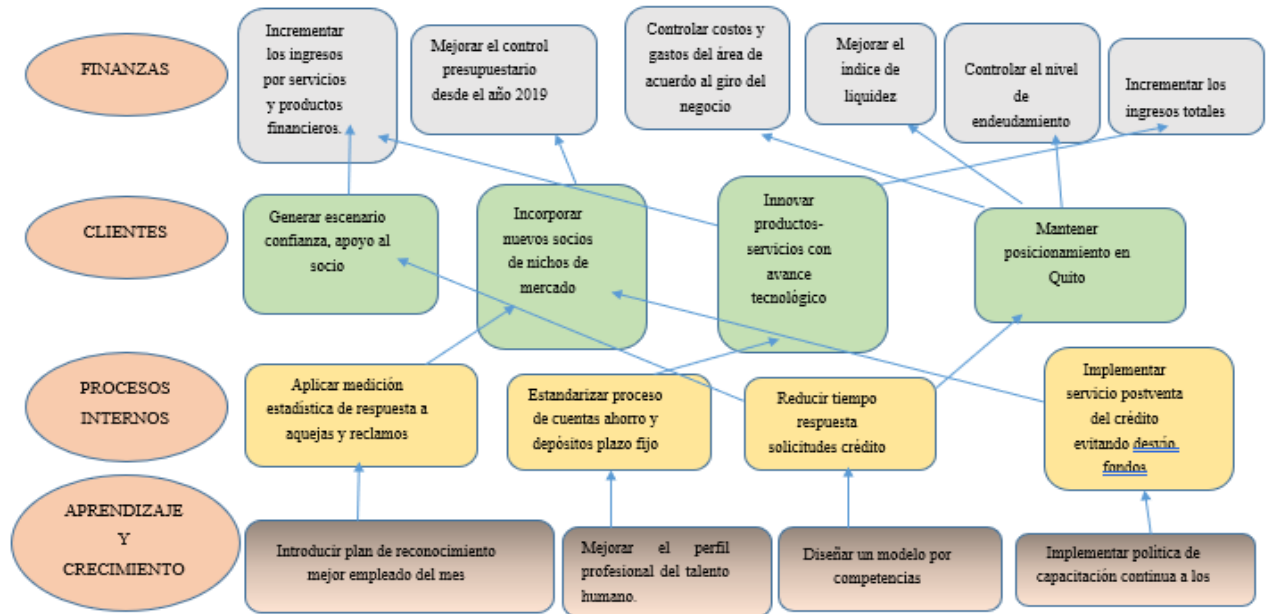 FINANZAS
Incrementar
los ingresos
por servicios
y productos
financieros.
Mejorar el control
presupuestario
desde el año 2019
Controlar costos y
gastos del área de
acuerdo al giro del
negocio
Mejorar el
índice de
liquidez
Controlar el nivel
de
endeudamiento
Incrementar los
ingresos totales
CLIENTES
Generar escenario
confianza, apoyo al
socio
Incorporar
nuevos socios
de nichos de
mercado
Innovar
productos-
servicios con
avance
tecnológico
Mantener
posicionamiento en
Quito
PROCESOS
INTERNOS
Aplicar medición
estadística de respuesta a
aquejas y reclamos
Estandarizar proceso
de cuentas ahorro y
depósitos plazo fijo
Reducir tiempo
respuesta
solicitudes crédito
Implementar
servicio postventa
del crédito
evitando desvío
fondos
APRENDIZAJE
Y
CRECIMIENTO
Introducir plan de reconocimiento
mejor empleado del mes
Mejorar el perfil
profesional del talento
humano.
Diseñar un modelo por
competencias
Implementar política de
capacitación continua a los